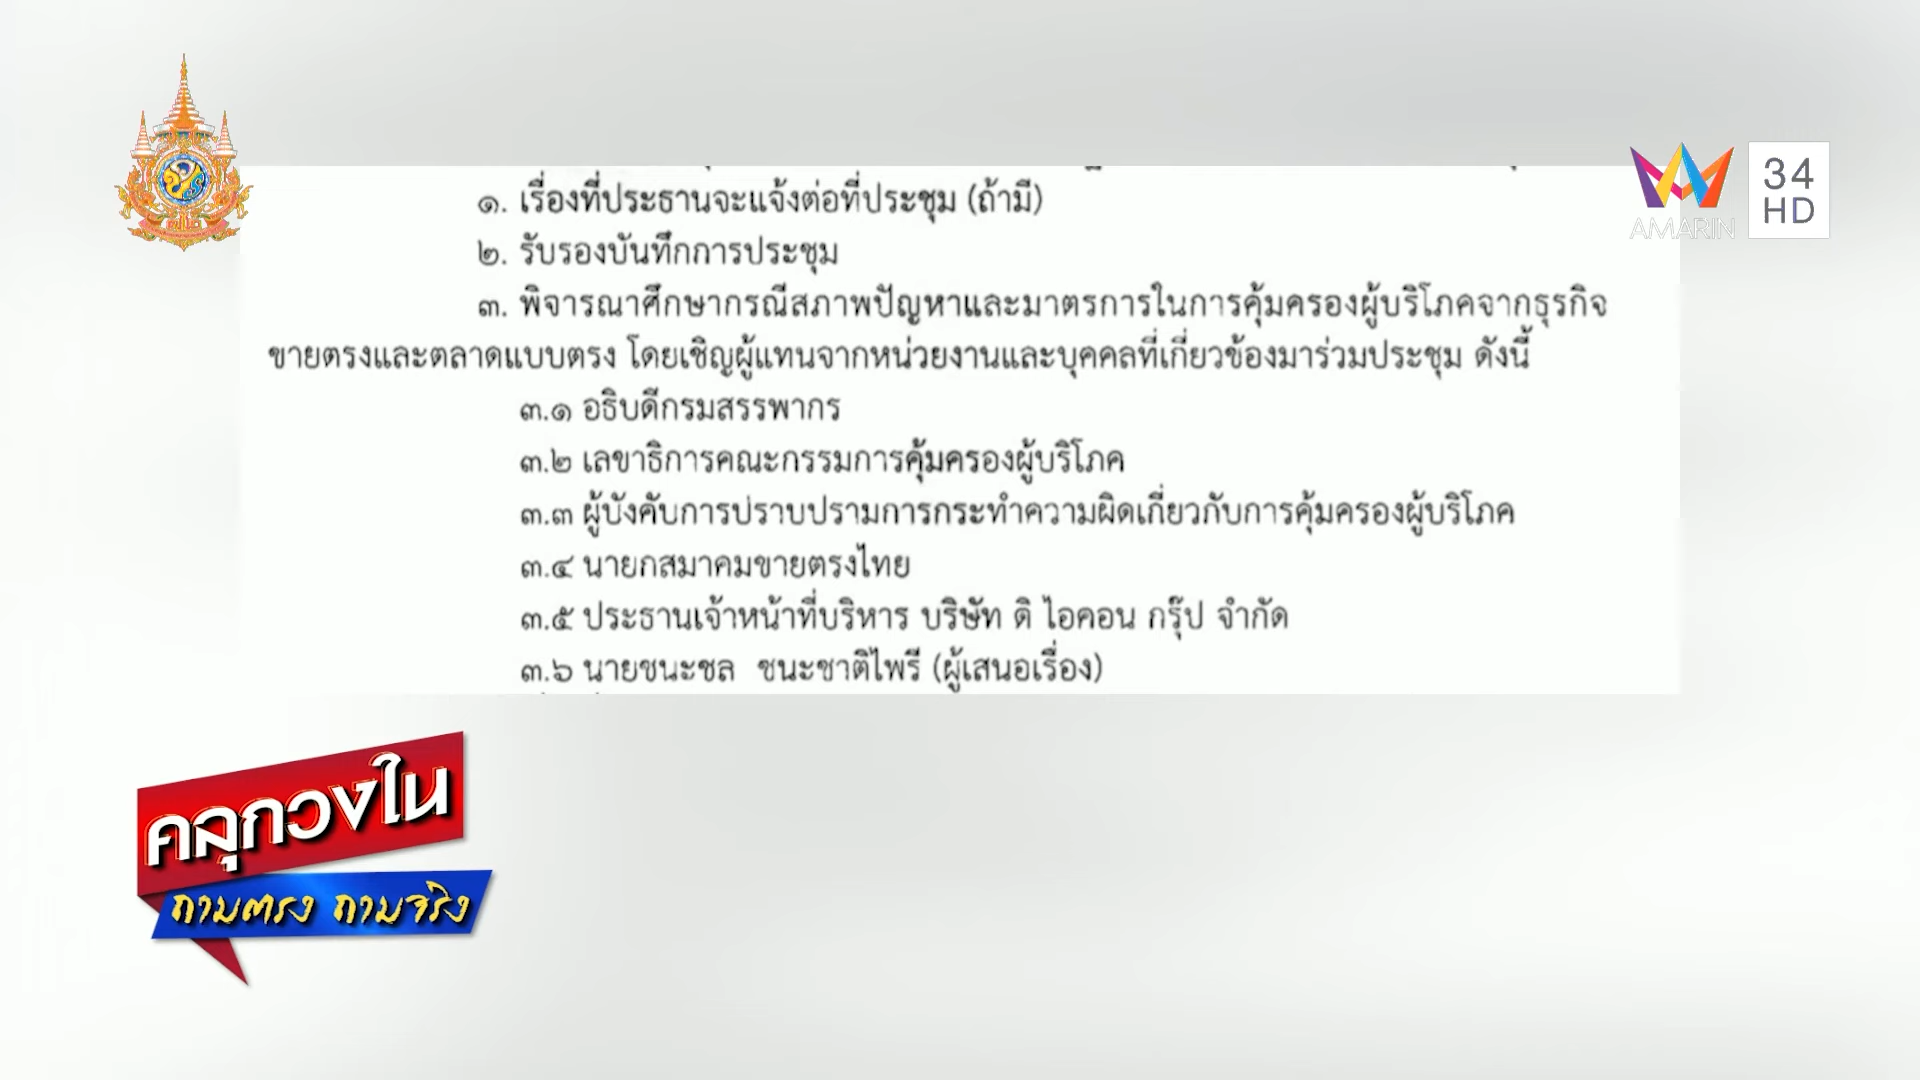 ๑. เรื่องที่ประธานจะแจ้งต่อที่ประชุม (ถ้ามี)
AMARIN
34
HD
๒. รับรองบันทึกการประชุม
๓. พิจารณาศึกษากรณีสภาพปัญหาและมาตรการในการคุ้มครองผู้บริโภคจากธุรกิจ
ขายตรงและตลาดแบบตรง โดยเชิญผู้แทนจากหน่วยงานและบุคคลที่เกี่ยวข้องมาร่วมประชุม ดังนี้
๓.๑ อธิบดีกรมสรรพากร
๓.๒ เลขาธิการคณะกรรมการคุ้มครองผู้บริโภค
๓.๓ ผู้บังคับการปราบปรามการกระทำความผิดเกี่ยวกับการคุ้มครองผู้บริโภค
๓.๔ นายกสมาคมขายตรงไทย
๓.๕ ประธานเจ้าหน้าที่บริหาร บริษัท ดิ ไอคอน กรุ๊ป จำกัด
๓.๖ นายชนะชล ชนะชาติไพรี (ผู้เสนอเรื่อง)
คลุกวงใน
ถามตรง ถามจริง